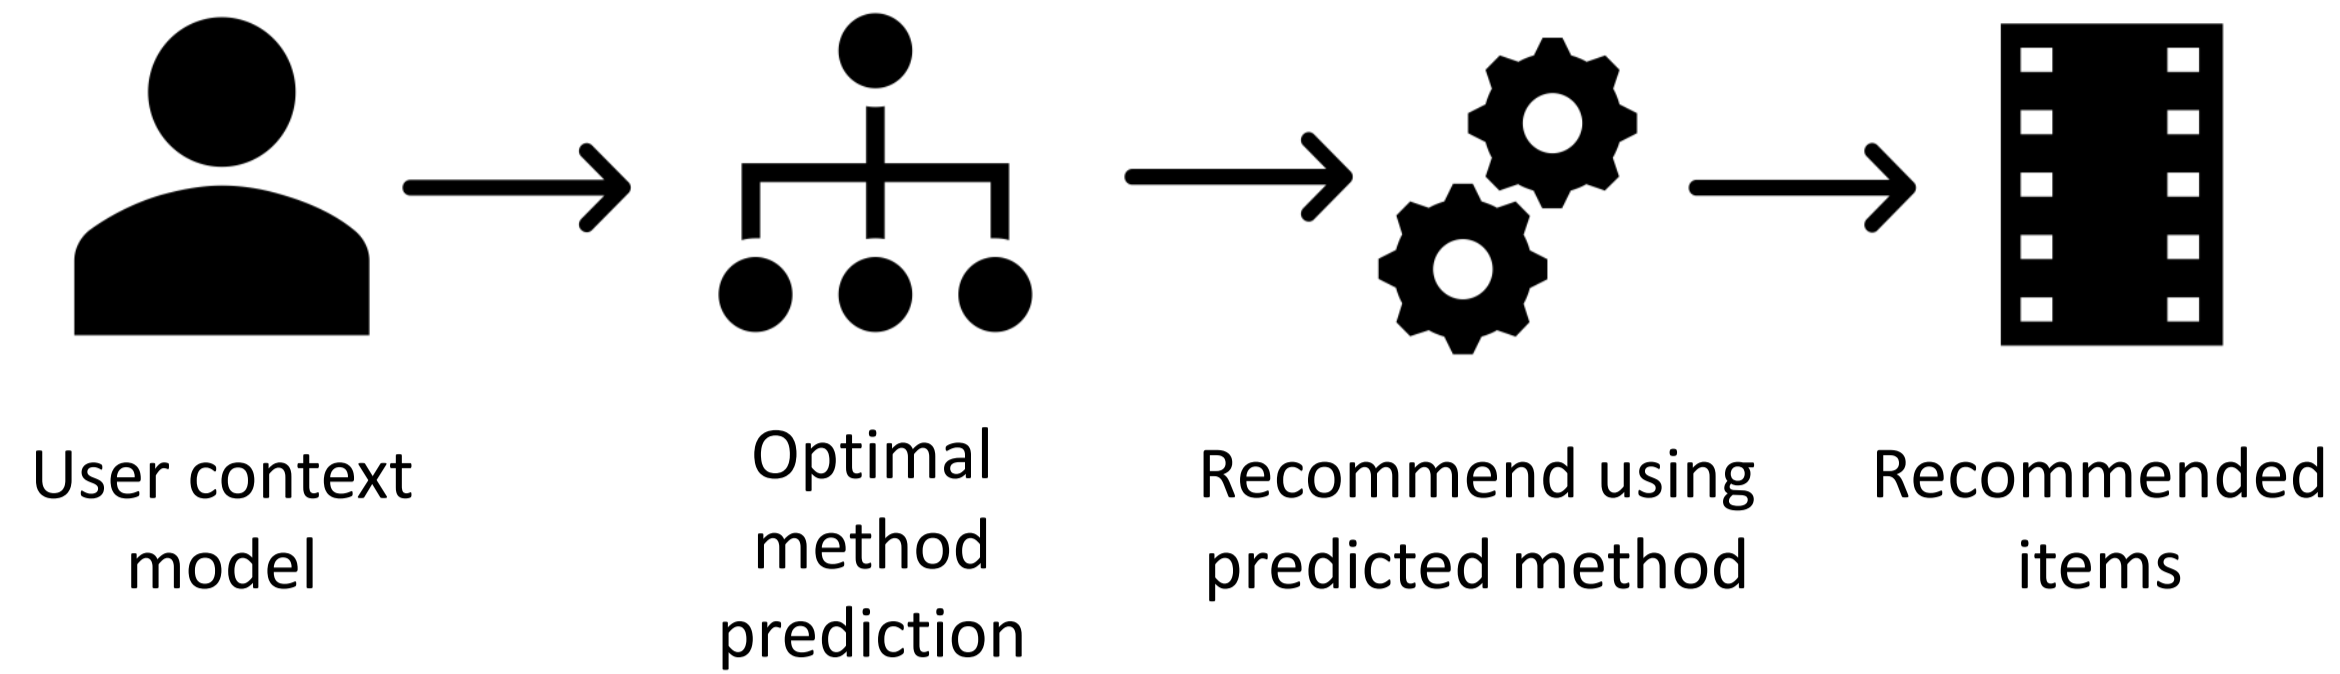 User context
model
Optimal
method
prediction
Recommend using
predicted method
Recommended
items